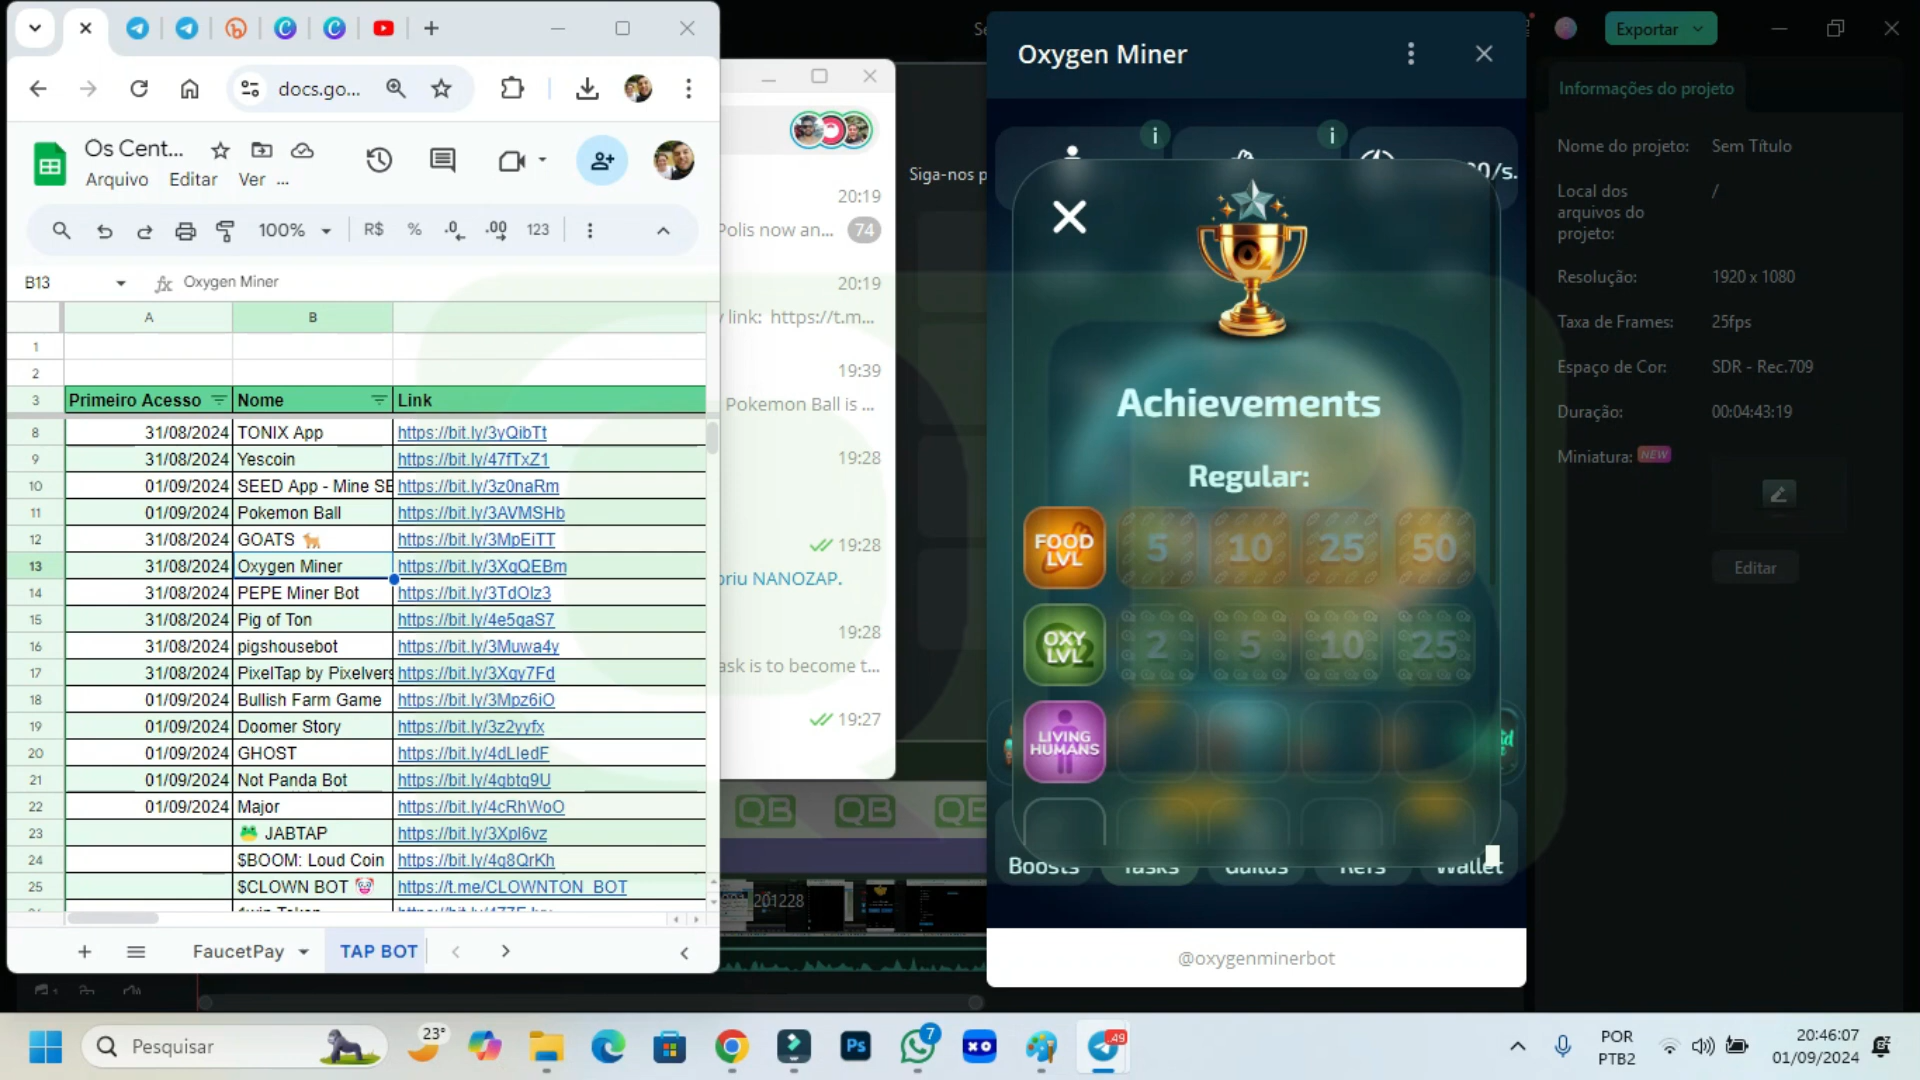 docs.go...
Os Cent...
Arquivo Editar Ver ...
100% R$ % .0 .00 123
B13 Oxygen Miner
A B
1
2
3 Primeiro Acesso Nome Link
8 31/08/2024 TONIX App https://bit.ly/3yQibTt
9 31/08/2024 Yescoin https://bit.ly/47fTxZ1
10 01/09/2024 SEED App - Mine SE https://bit.ly/3z0naRm
11 01/09/2024 Pokemon Ball https://bit.ly/3AVMSHb
12 31/08/2024 GOATS 🐐 https://bit.ly/3MpEiTT
13 31/08/2024 Oxygen Miner https://bit.ly/3XqQEBm
14 31/08/2024 PEPE Miner Bot https://bit.ly/3TdOlz3
15 31/08/2024 Pig of Ton https://bit.ly/4e5gaS7
16 31/08/2024 pigshousebot https://bit.ly/3Muwa4y
17 31/08/2024 PixelTap by Pixelvers https://bit.ly/3Xqy7Fd
18 01/09/2024 Bullish Farm Game https://bit.ly/3Mpz6iO
19 01/09/2024 Doomer Story https://bit.ly/3z2yyfx
20 01/09/2024 GHOST https://bit.ly/4dLIedF
21 01/09/2024 Not Panda Bot https://bit.ly/4qbtq9U
22 01/09/2024 Major https://bit.ly/4cRhWoO
23 🐸 JABTAP https://bit.ly/3Xpl6vz
24 $BOOM: Loud Coin https://bit.ly/4g8QrKh
25 $CLOWN BOT 🤡 https://t.me/CLOWNTON_BOT
FaucetPay TAP BOT
20:19
Polis now an... 74
20:19
link: https://t.m...
19:39
Pokemon Ball is ...
19:28
19:28
briu NANOZAP.
19:28
ask is to become t...
19:27
Siga-nos p
QB QB QB
201228
Oxygen Miner
0/s.
Achievements
Regular:
FOOD LVL 5 10 25 50
OXY LVL 2 5 10 25
LIVING HUMANS
Boosts Tasks Guilds Refs Wallet
@oxygenminerbot
Exportar
Informações do projeto
Nome do projeto: Sem Título
Local dos arquivos do projeto: /
Resolução: 1920 x 1080
Taxa de Frames: 25fps
Espaço de Cor: SDR - Rec.709
Duração: 00:04:43:19
Miniatura: NEW
Editar
Pesquisar
23°
Ps
7
XO
49
POR
PTB2
20:46:07
01/09/2024